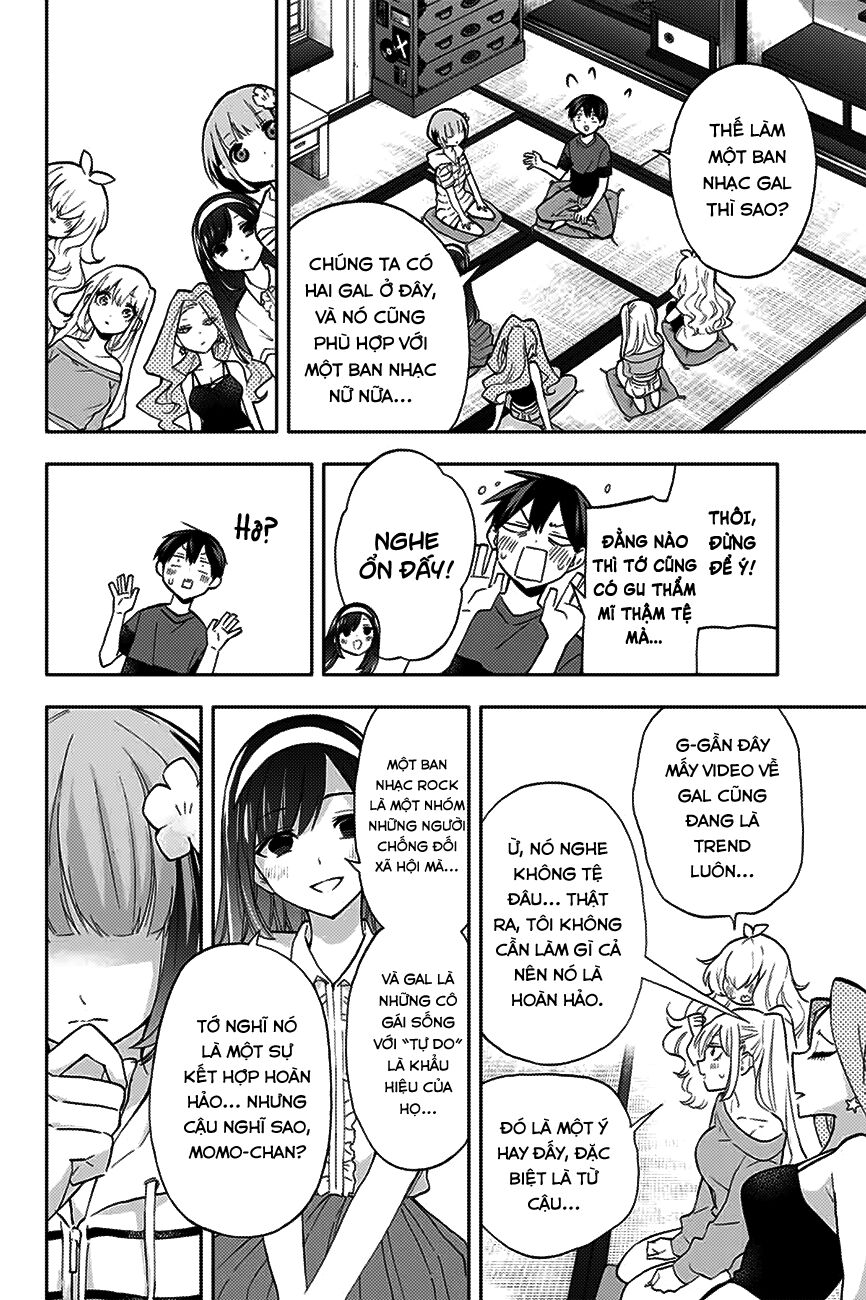 THẾ LÀM
MỘT BAN
NHẠC GAL
THÌ SAO?
CHÚNG TA CÓ
HAI GAL Ở ĐÂY,
VÀ NÓ CŨNG
PHÙ HỢP VỚI
MỘT BAN NHẠC
NỮ NỮA...
THÔI,
ĐỪNG
ĐỂ Ý!
ĐẰNG NÀO
THÌ TỚ CŨNG
CÓ GU THẨM
MĨ THẬM TỆ
MÀ...
NGHE
ỔN ĐẤY!
Hở?
G-GẦN ĐÂY
MẤY VIDEO VỀ
GAL CŨNG
ĐANG LÀ
TREND
LUÔN...
Ừ, NÓ NGHE
KHÔNG TỆ
ĐÂU... THẬT
RA, TÔI KHÔNG
CẦN LÀM GÌ CẢ
NÊN NÓ LÀ
HOÀN HẢO.
ĐÓ LÀ MỘT Ý
HAY ĐẤY, ĐẶC
BIỆT LÀ TỪ
CẬU...
MỘT BAN
NHẠC ROCK
LÀ MỘT NHÓM
NHỮNG NGƯỜI
CHỐNG ĐỐI
XÃ HỘI MÀ...
VÀ GAL LÀ
NHỮNG CÔ
GÁI SỐNG
VỚI "TỰ DO"
LÀ KHẨU
HIỆU CỦA
HỌ...
TỚ NGHĨ NÓ
LÀ MỘT SỰ
KẾT HỢP HOÀN
HẢO... NHƯNG
CẬU NGHĨ SAO,
MOMO-CHAN?